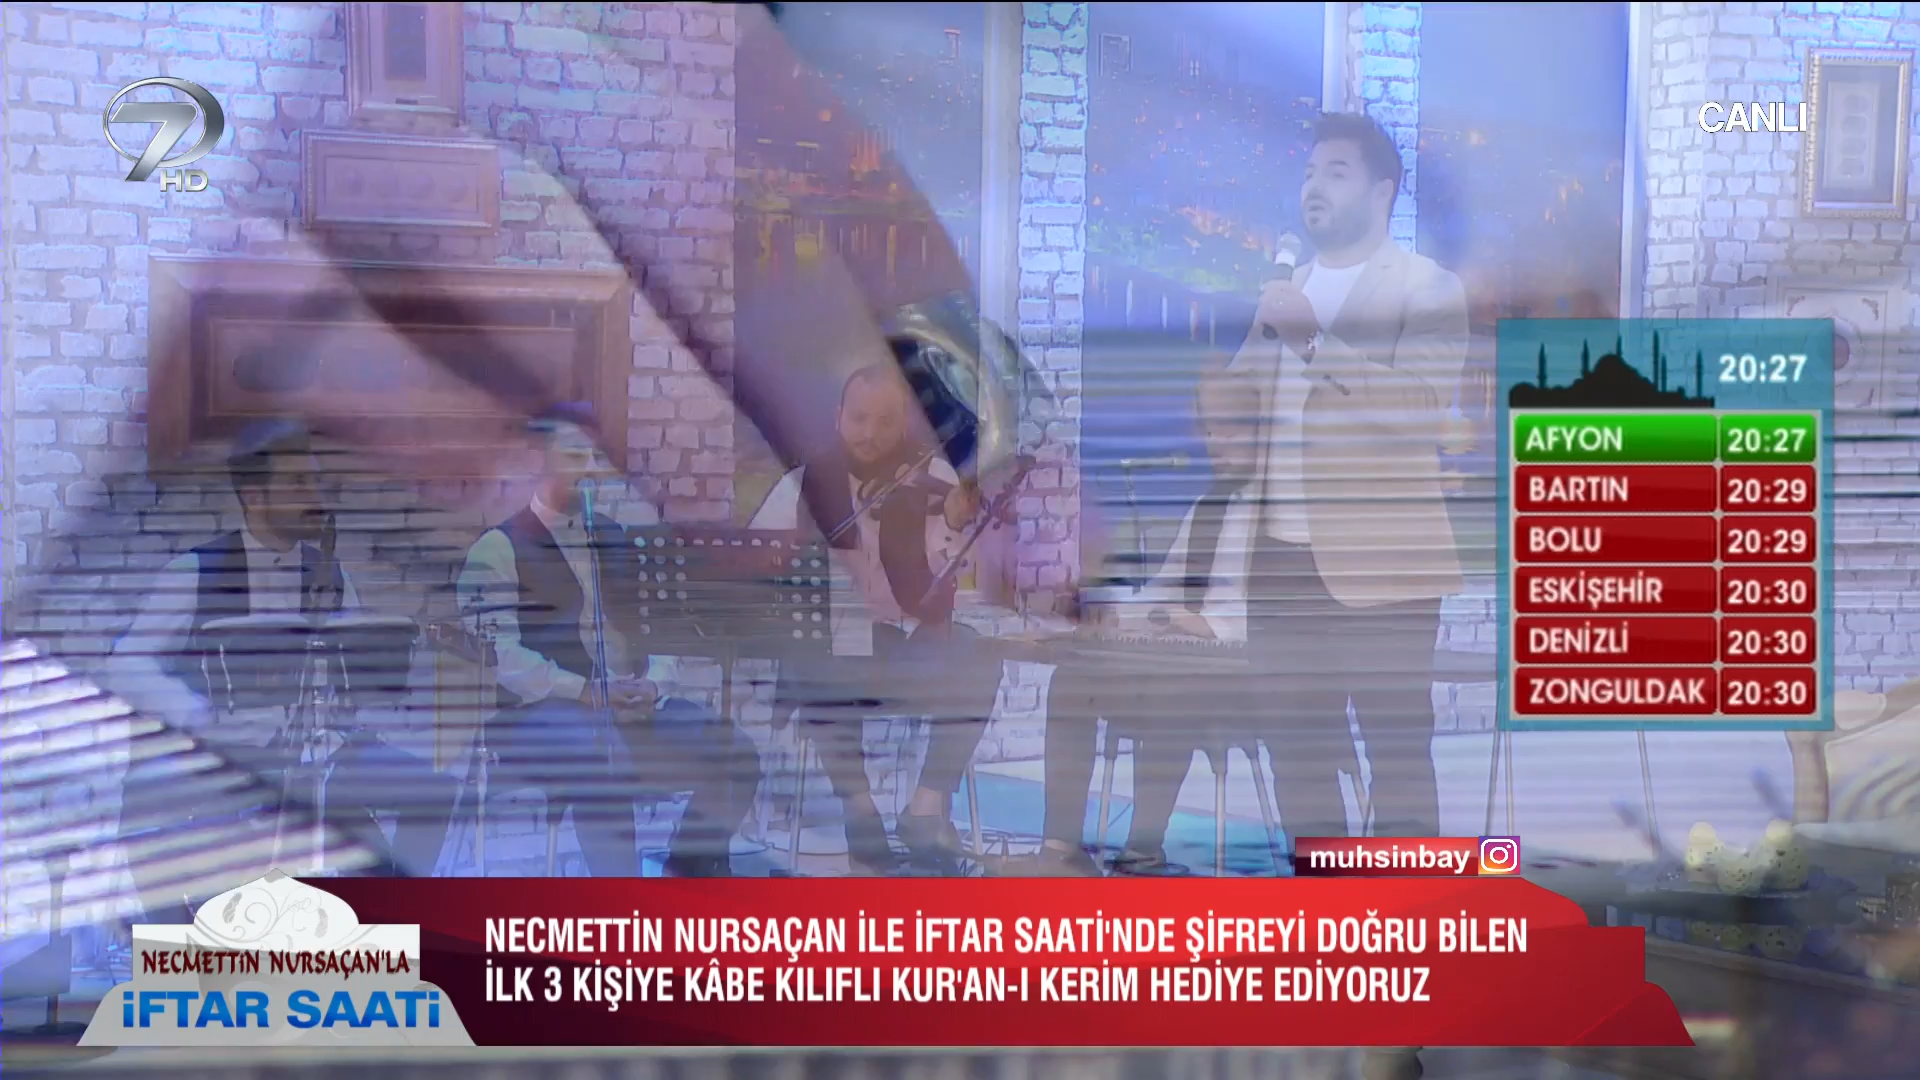 7
HD
CANLI
20:27
AFYON 20:27
BARTIN 20:29
BOLU 20:29
ESKİŞEHİR 20:30
DENİZLİ 20:30
ZONGULDAK 20:30
muhsinbay
NECMETTİN NURSAÇAN'LA
İFTAR SAATİ
NECMETTİN NURSAÇAN İLE İFTAR SAATİ'NDE ŞİFREYİ DOĞRU BİLEN
İLK 3 KİŞİYE KÂBE KILIFLI KUR'AN-I KERİM HEDİYE EDİYORUZ